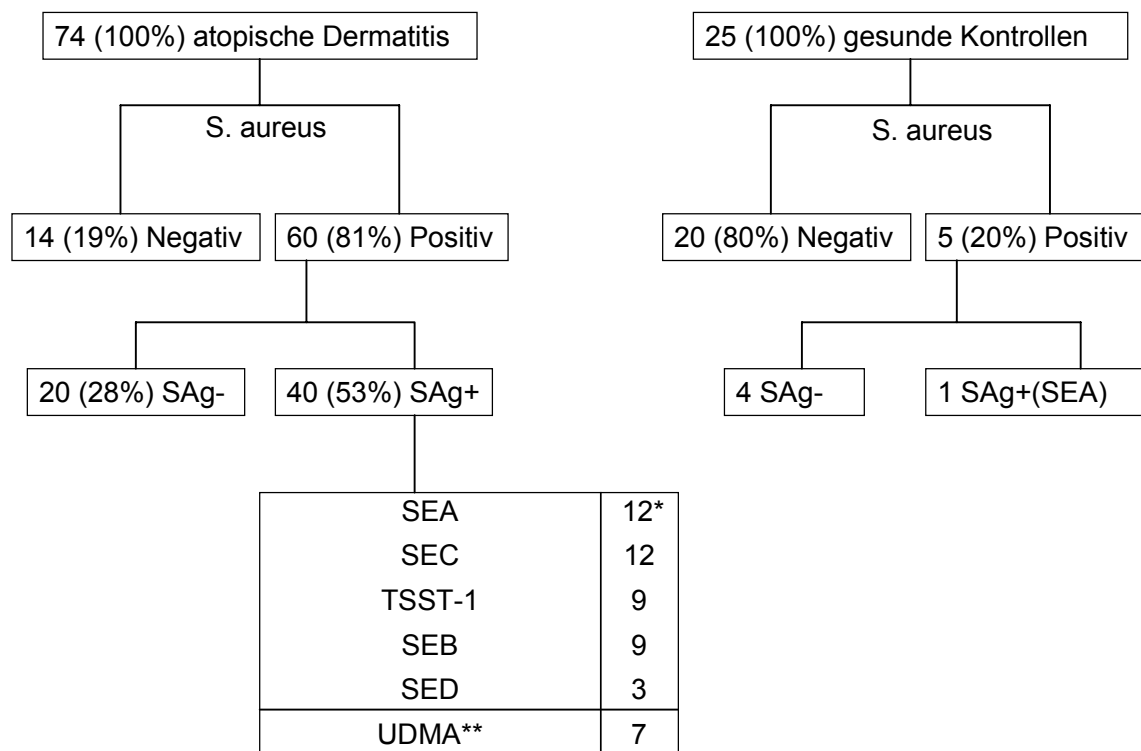 74 (100%) atopische Dermatitis
25 (100%) gesunde Kontrollen
S. aureus
S. aureus
14 (19%) Negativ
60 (81%) Positiv
20 (80%) Negativ
5 (20%) Positiv
20 (28%) SAg-
40 (53%) SAg+
4 SAg-
1 SAg+(SEA)
SEA 12*
SEC 12
TSST-1 9
SEB 9
SED 3
UDMA** 7